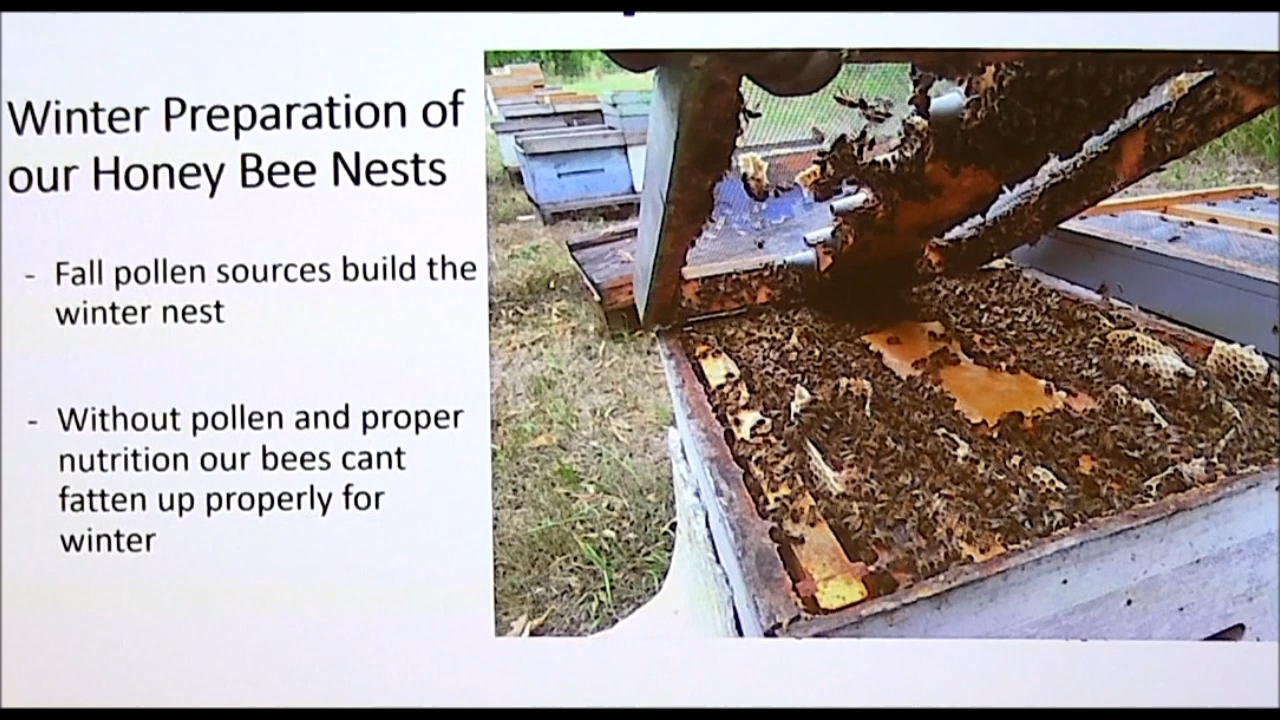 Winter Preparation of
our Honey Bee Nests
- Fall pollen sources build the
winter nest
- Without pollen and proper
nutrition our bees cant
fatten up properly for
winter